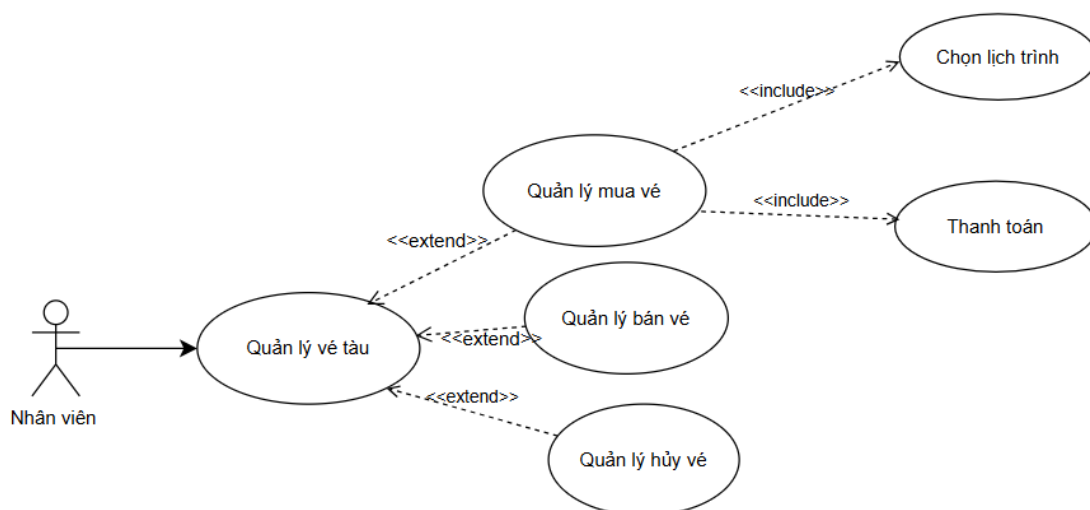 Chọn lịch trình
<<include>>
Quản lý mua vé
<<include>>
Thanh toán
<<extend>>
Quản lý bán vé
<<extend>>
Quản lý vé tàu
<<extend>>
Nhân viên
Quản lý hủy vé